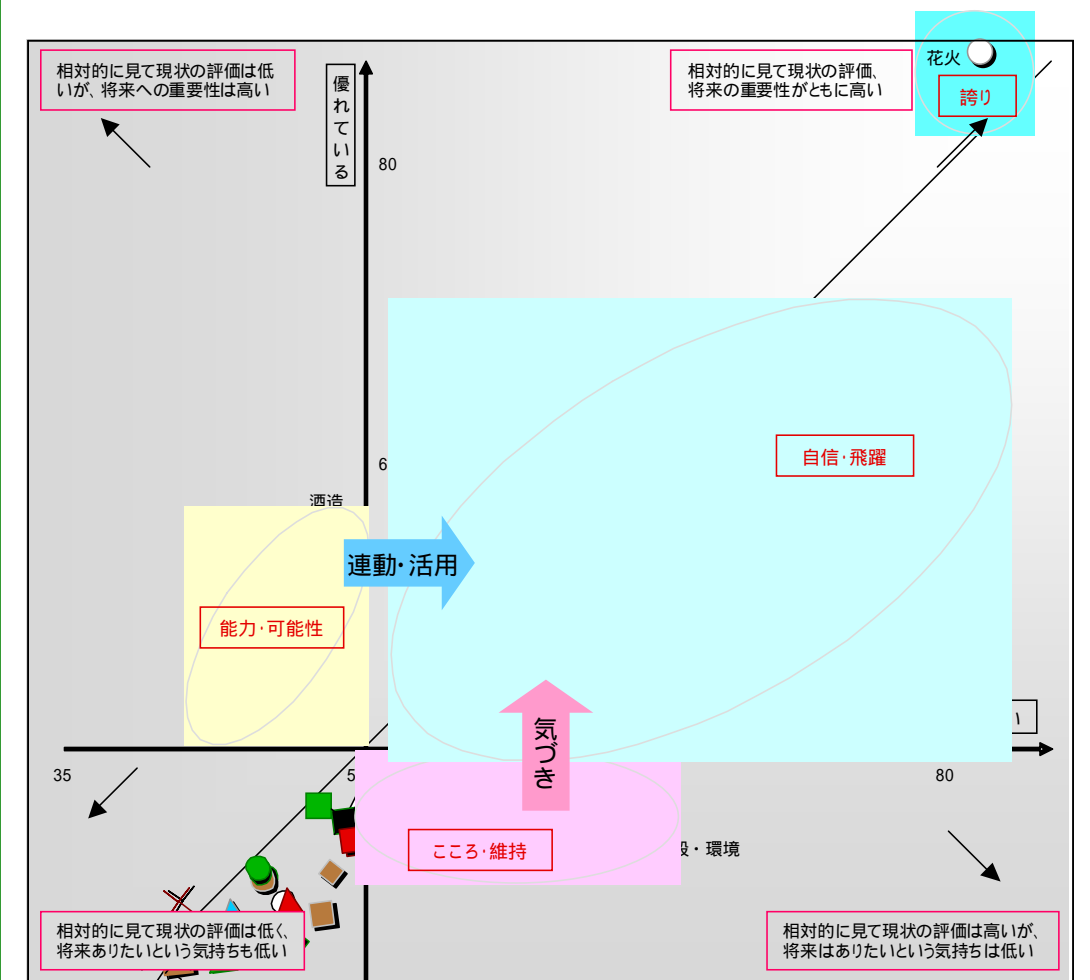 相対的に見て現状の評価は低
いが、将来への重要性は高い
優れている
相対的に見て現状の評価、
将来の重要性がともに高い
花火
誇り
80
6
自信・飛躍
酒造
連動・活用
能力・可能性
気づき
35
5
80
こころ・維持
・環境
相対的に見て現状の評価は低く、
将来ありたいという気持ちも低い
相対的に見て現状の評価は高いが、
将来はありたいという気持ちは低い